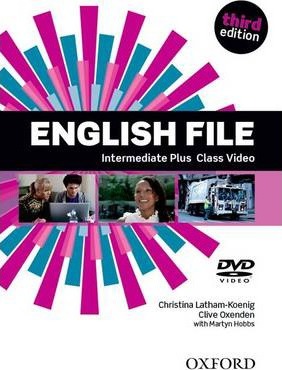 third
edition
ENGLISH FILE
Intermediate Plus Class Video
DVD
VIDEO
Christina Latham-Koenig
Clive Oxenden
with Martyn Hobbs
OXFORD